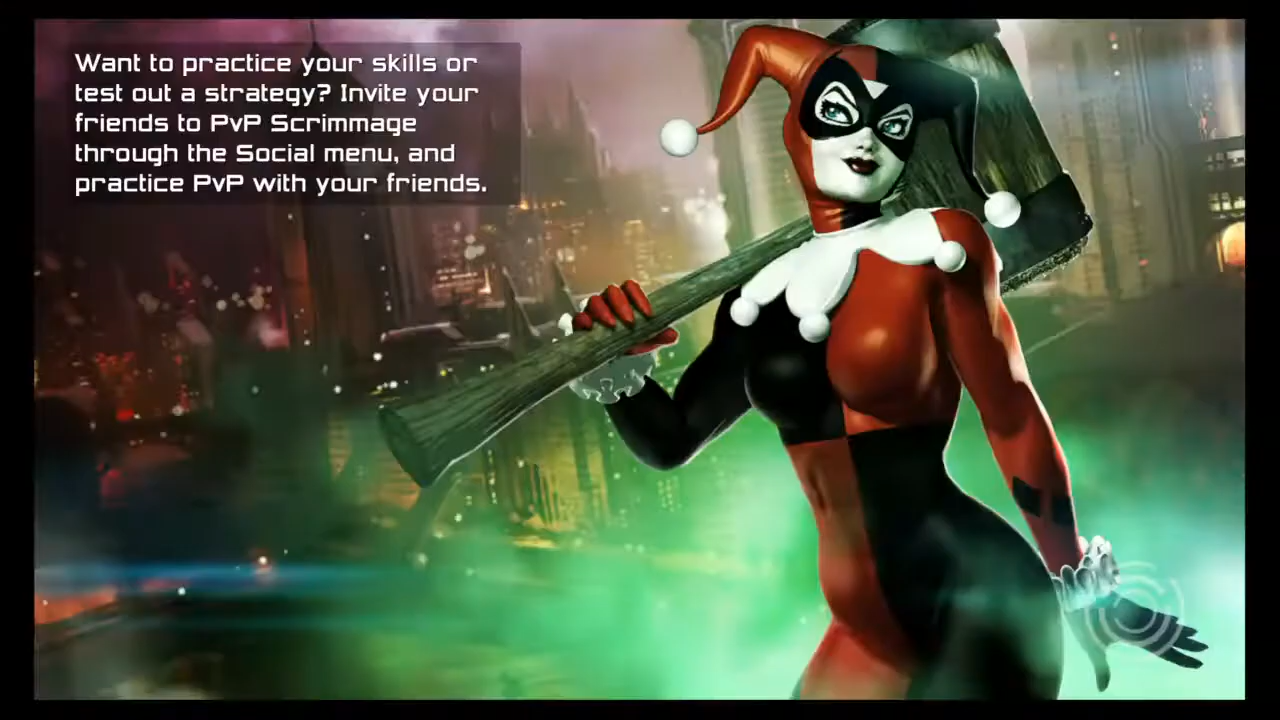 Want to practice your skills or
test out a strategy? Invite your
friends to PvP Scrimmage
through the Social menu, and
practice PvP with your friends.